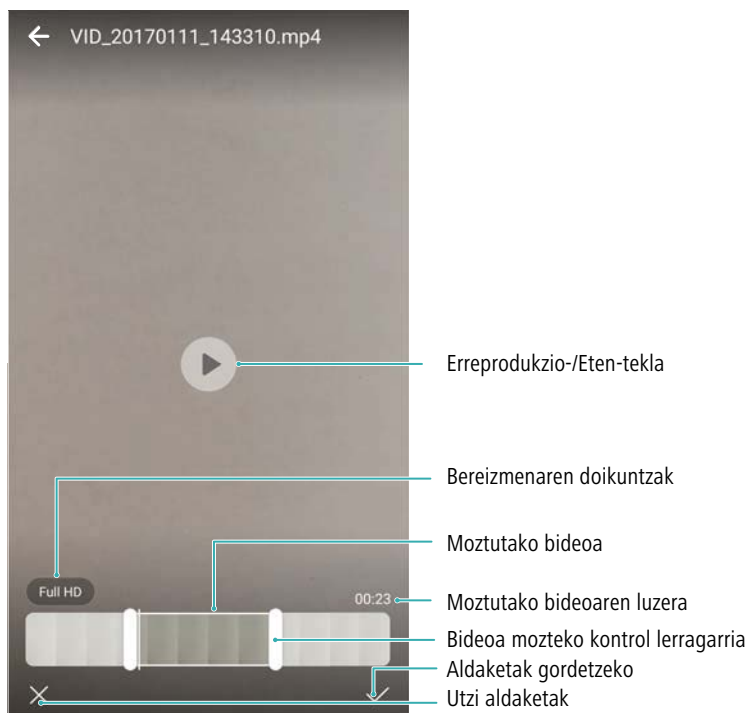 VID_20170111_143310.mp4
Erreprodukzio-/Eten-tekla
Bereizmenaren doikuntzak
Moztutako bideoa
Full HD
00:23
Moztutako bideoaren luzera
Bideoa mozteko kontrol lerragarria
Aldaketak gordetzeko
Utzi aldaketak